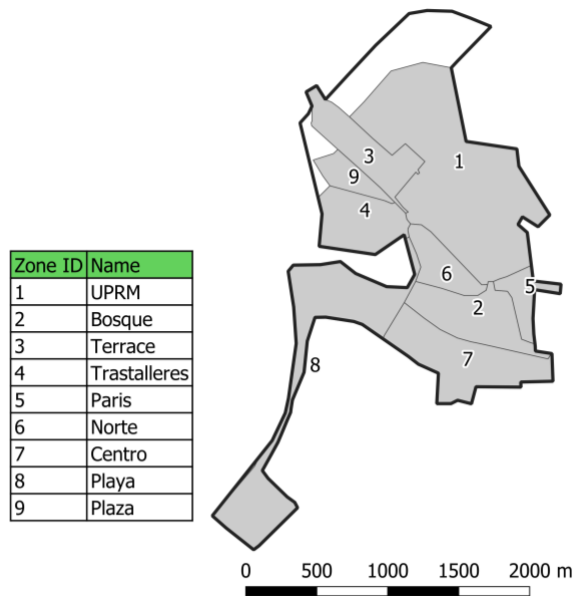 3
1
9
4
6
5
2
7
8
Zone ID Name
1 UPRM
2 Bosque
3 Terrace
4 Trastalleres
5 Paris
6 Norte
7 Centro
8 Playa
9 Plaza
0 500 1000 1500 2000 m